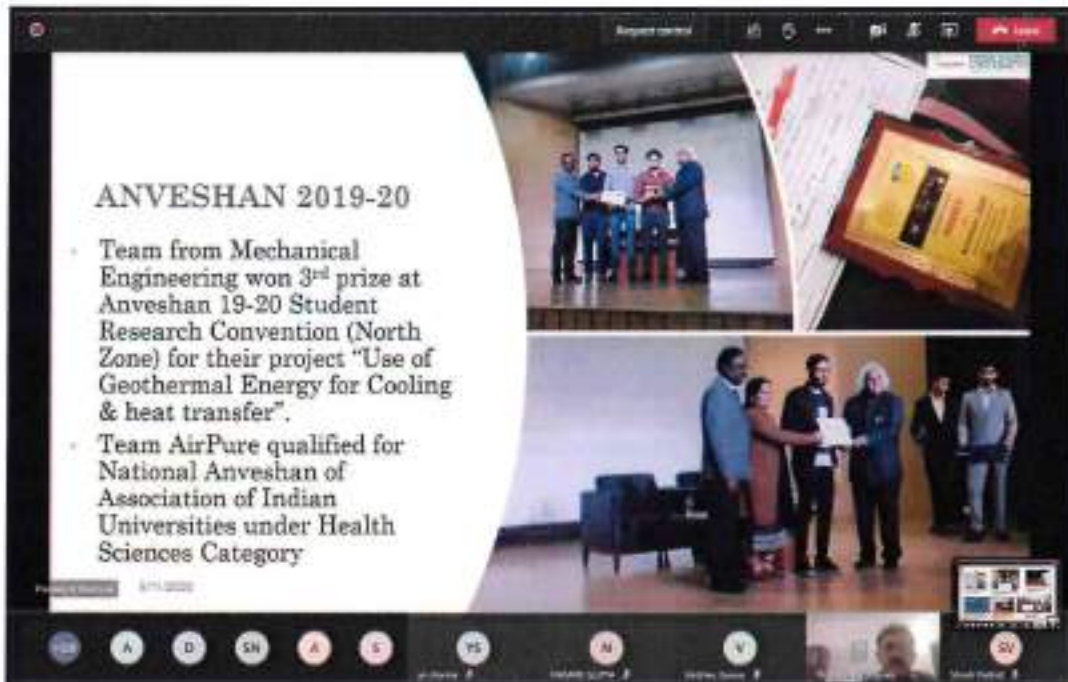 Request control
Leave
ANVESHAN 2019-20
Team from Mechanical
Engineering won 3rd prize at
Anveshan 19-20 Student
Research Convention (North
Zone) for their project “Use of
Geothermal Energy for Cooling
& heat transfer”.
Team AirPure qualified for
National Anveshan of
Association of Indian
Universities under Health
Sciences Category
A
D
SN
A
S
YS
N
V
SV